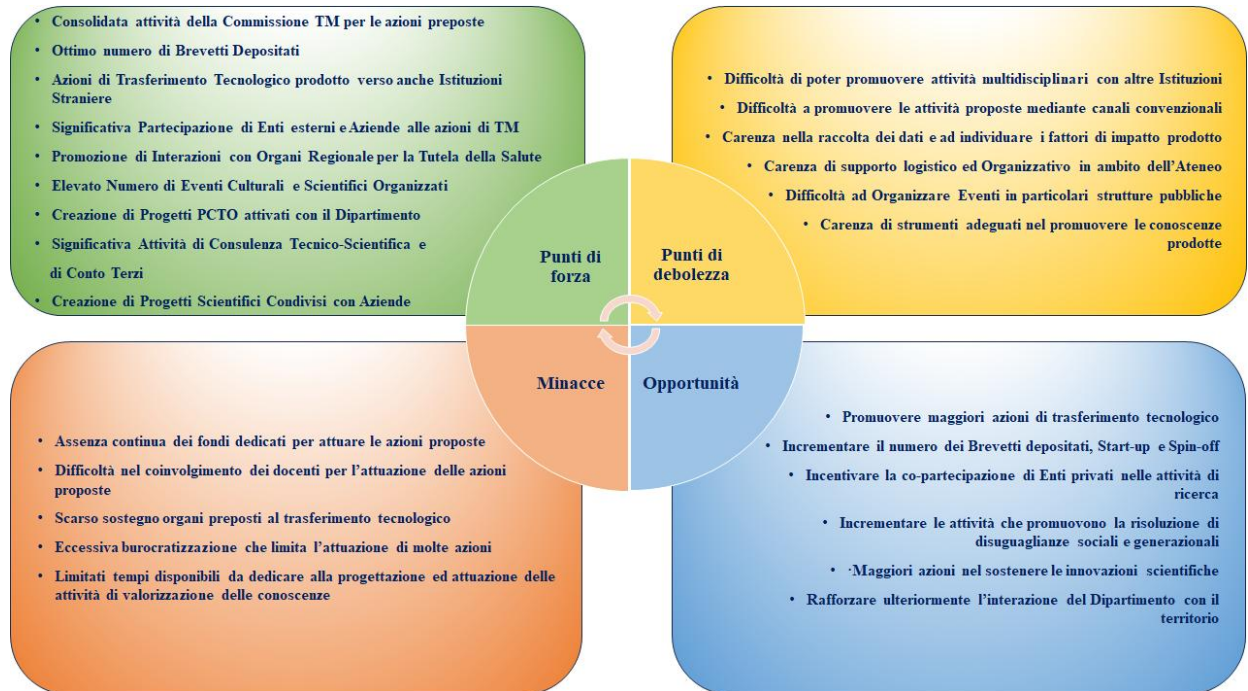 • Consolidata attività della Commissione TM per le azioni preposte
• Ottimo numero di Brevetti Depositati
• Azioni di Trasferimento Tecnologico prodotto verso anche Istituzioni
Straniere
• Significativa Partecipazione di Enti esterni e Aziende alle azioni di TM
• Promozione di Interazioni con Organi Regionale per la Tutela della Salute
• Elevato Numero di Eventi Culturali e Scientifici Organizzati
• Creazione di Progetti PCTO attivati con il Dipartimento
• Significativa Attività di Consulenza Tecnico-Scientifica e
di Conto Terzi
• Creazione di Progetti Scientifici Condivisi con Aziende
• Difficoltà di poter promuovere attività multidisciplinari con altre Istituzioni
• Difficoltà a promuovere le attività proposte mediante canali convenzionali
• Carenza nella raccolta dei dati e ad individuare i fattori di impatto prodotto
• Carenza di supporto logistico ed Organizzativo in ambito dell'Ateneo
• Difficoltà ad Organizzare Eventi in particolari strutture pubbliche
• Carenza di strumenti adeguati nel promuovere le conoscenze
prodotte
Punti di
forza
Punti di
debolezza
Minacce
Opportunità
• Assenza continua dei fondi dedicati per attuare le azioni proposte
• Difficoltà nel coinvolgimento dei docenti per l'attuazione delle azioni
proposte
• Scarso sostegno organi preposti al trasferimento tecnologico
• Eccessiva burocratizzazione che limita l'attuazione di molte azioni
• Limitati tempi disponibili da dedicare alla progettazione ed attuazione delle
attività di valorizzazione delle conoscenze
• Promuovere maggiori azioni di trasferimento tecnologico
• Incrementare il numero dei Brevetti depositati, Start-up e Spin-off
• Incentivare la co-partecipazione di Enti privati nelle attività di
ricerca
• Incrementare le attività che promuovono la risoluzione di
disuguaglianze sociali e generazionali
• ·Maggiori azioni nel sostenere le innovazioni scientifiche
• Rafforzare ulteriormente l'interazione del Dipartimento con il
territorio